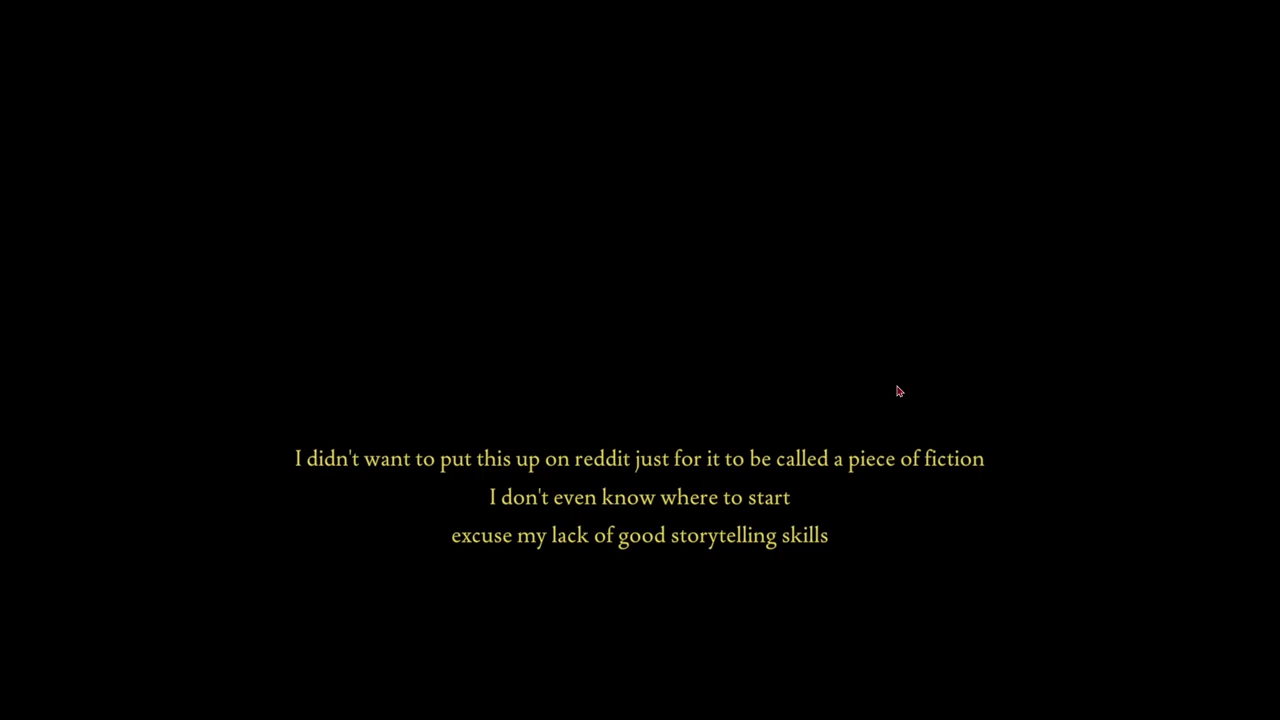 I didn't want to put this up on reddit just for it to be called a piece of fiction
I don't even know where to start
excuse my lack of good storytelling skills